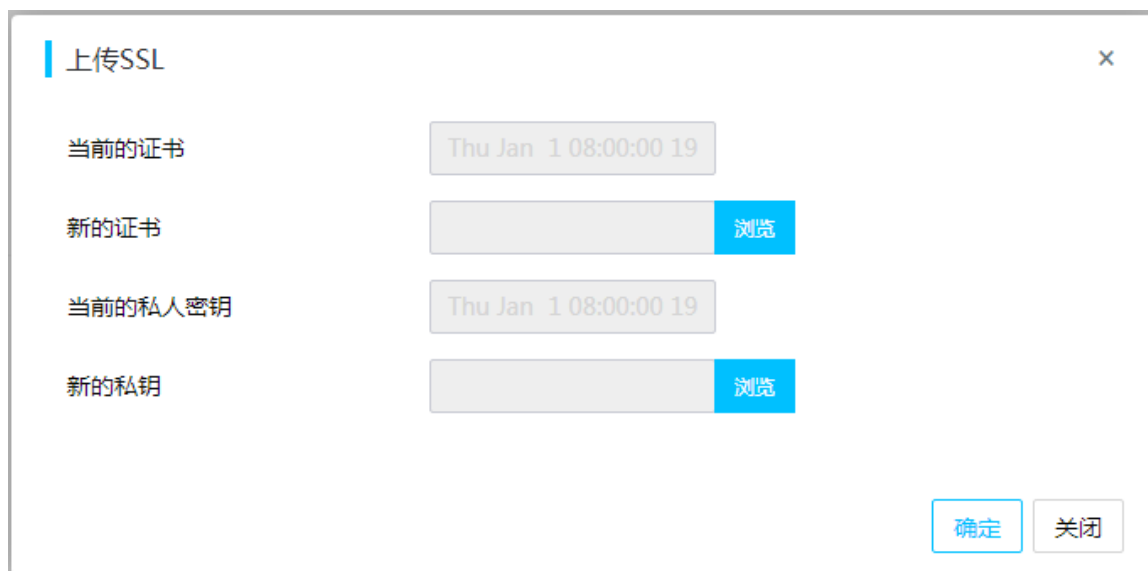 上传SSL ×
当前的证书 Thu Jan 1 08:00:00 19
新的证书 浏览
当前的私人密钥 Thu Jan 1 08:00:00 19
新的私钥 浏览
确定 关闭